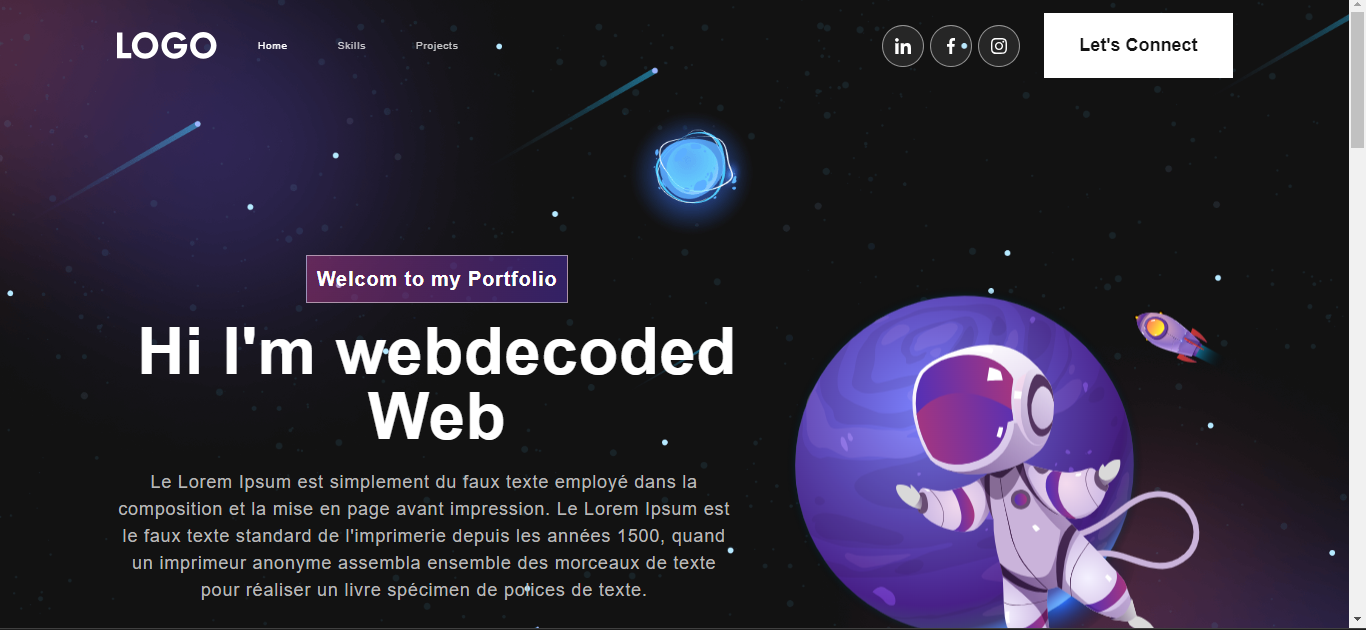 LOGO
Home
Skills
Projects
Let's Connect
Welcom to my Portfolio
Hi I'm webdecoded
Web
Le Lorem Ipsum est simplement du faux texte employé dans la
composition et la mise en page avant impression. Le Lorem Ipsum est
le faux texte standard de l'imprimerie depuis les années 1500, quand
un imprimeur anonyme assembla ensemble des morceaux de texte
pour réaliser un livre spécimen de polices de texte.